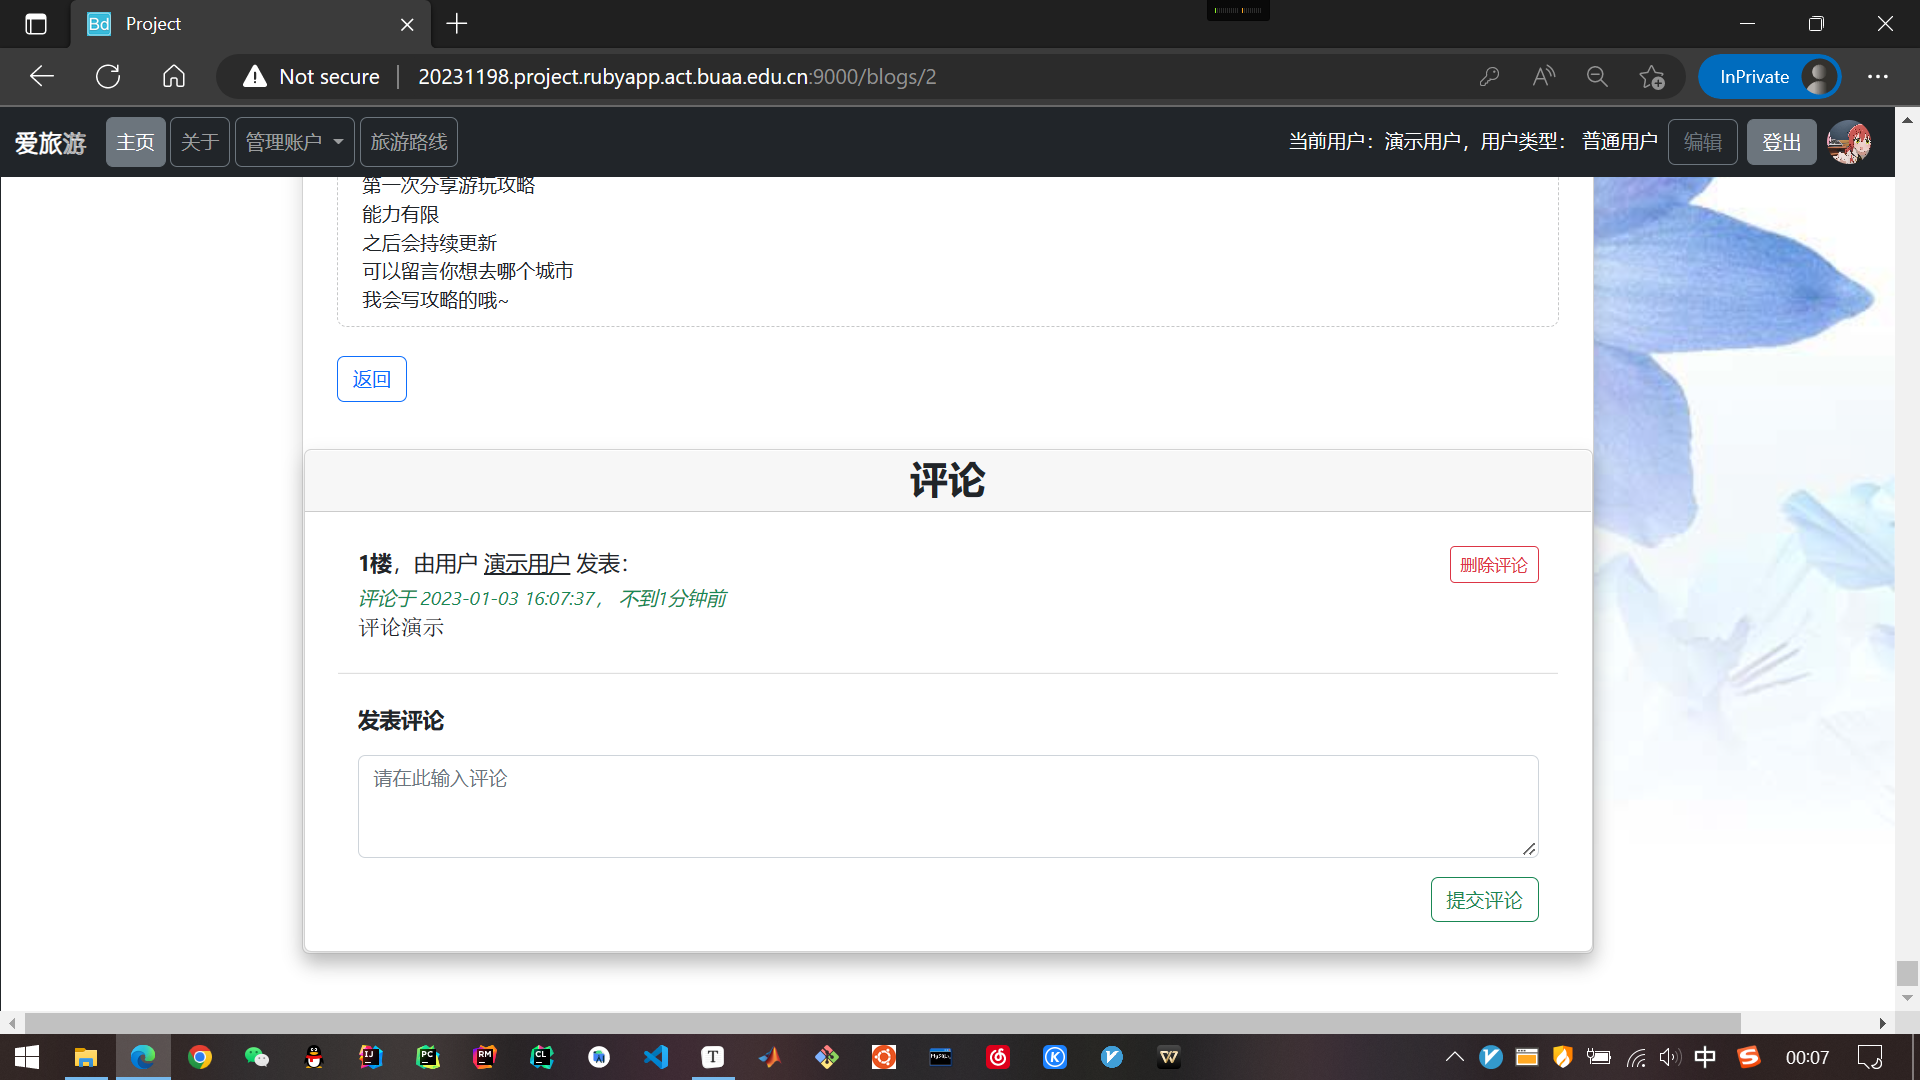 Bd Project
Not secure | 20231198.project.rubyapp.act.buaa.edu.cn:9000/blogs/2
InPrivate
爱旅游 主页 关于 管理账户 旅游路线 当前用户：演示用户，用户类型： 普通用户 编辑 登出
第一次分享游玩攻略
能力有限
之后会持续更新
可以留言你想去哪个城市
我会写攻略的哦~
返回
评论
1楼，由用户 演示用户 发表：
删除评论
评论于 2023-01-03 16:07:37， 不到1分钟前
评论演示
发表评论
请在此输入评论
提交评论
IJ PC RM CL T MySQL W 中 S 00:07